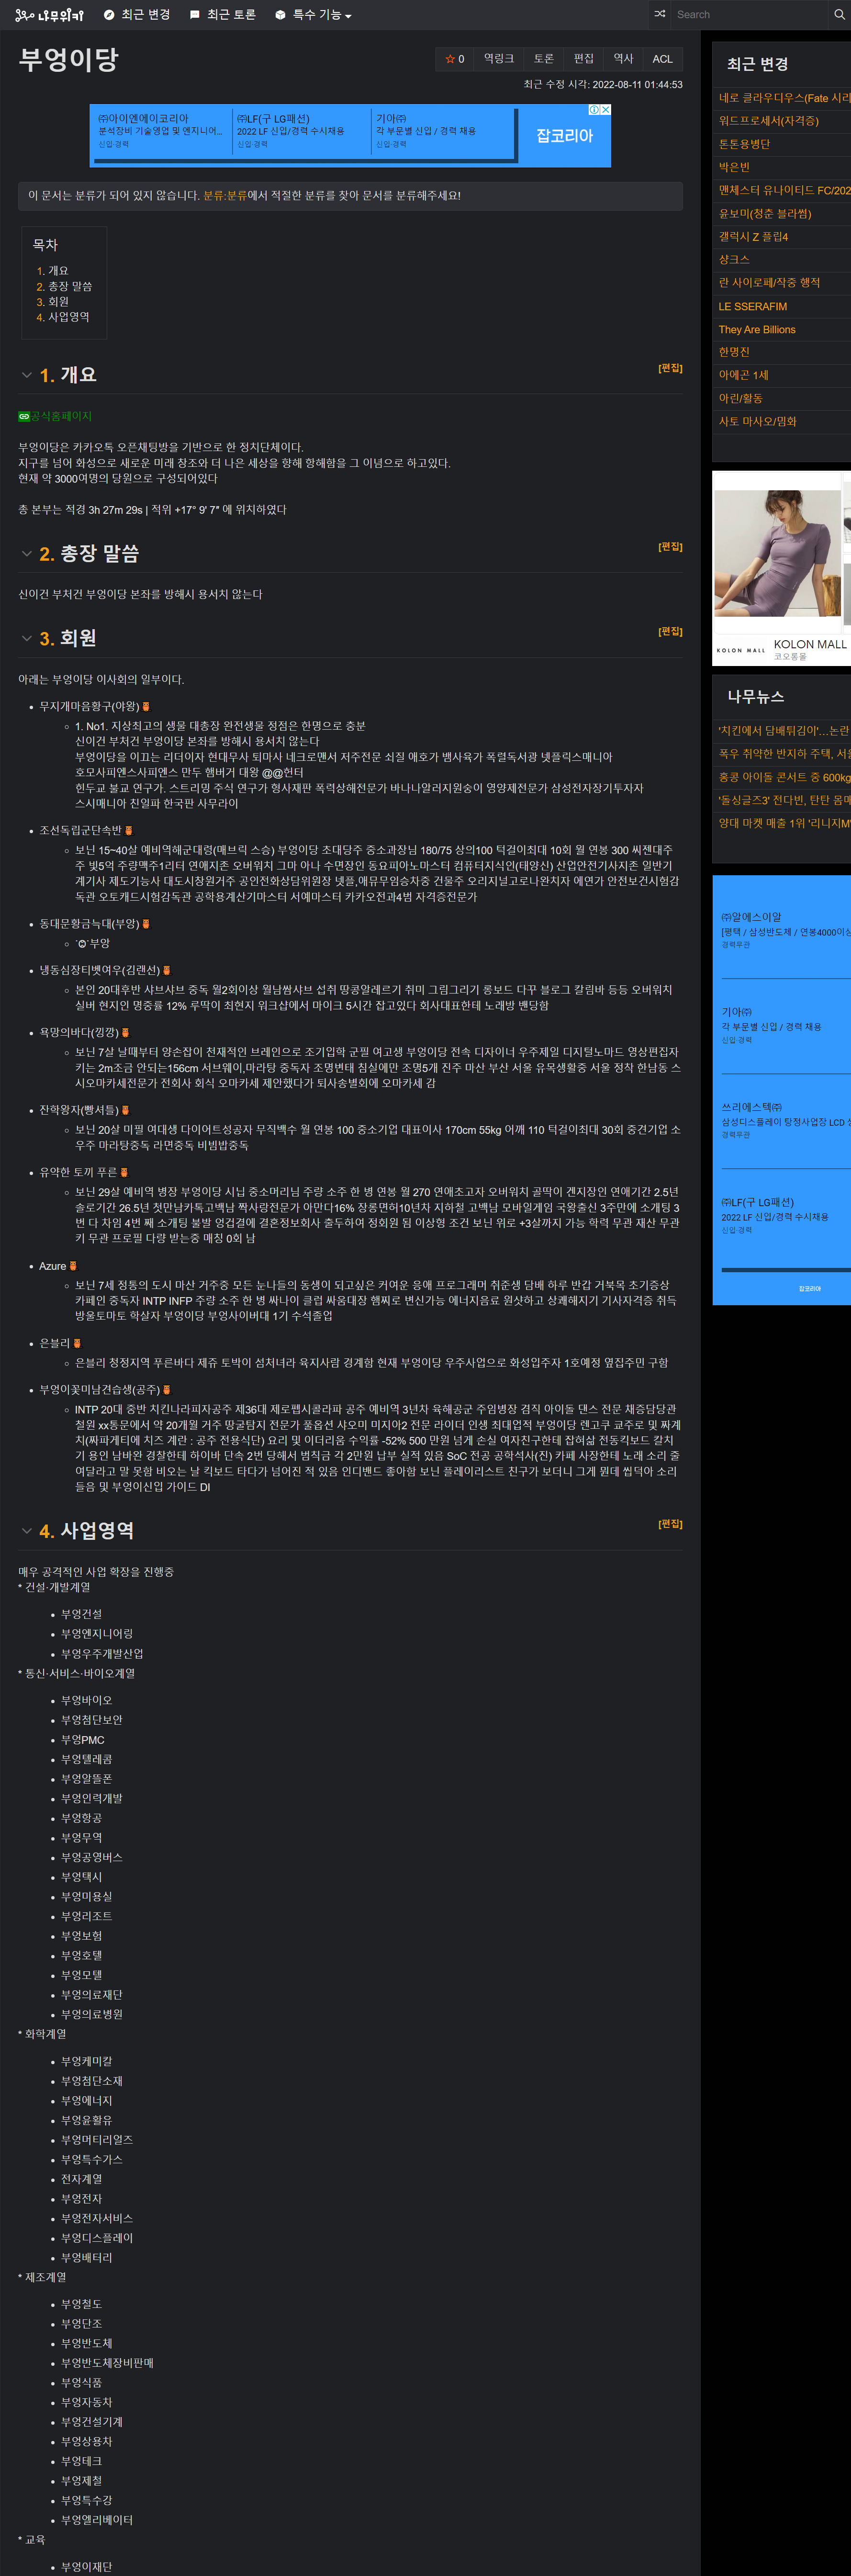 나무위키 최근 변경 최근 토론 특수 기능 Search
부엉이당
☆ 0 역링크 토론 편집 역사 ACL
최근 수정 시각: 2022-08-11 01:44:53
㈜아이엔에이코리아
분석장비 기술영업 및 엔지니어...
신입·경력
㈜LF(구 LG패션)
2022 LF 신입/경력 수시채용
신입·경력
기아㈜
각 부문별 신입 / 경력 채용
신입·경력
잡코리아
이 문서는 분류가 되어 있지 않습니다. 분류:분류에서 적절한 분류를 찾아 문서를 분류해주세요!
목차
1. 개요
2. 총장 말씀
3. 회원
4. 사업영역
1. 개요 [편집]
공식홈페이지
부엉이당은 카카오톡 오픈채팅방을 기반으로 한 정치단체이다.
지구를 넘어 화성으로 새로운 미래 창조와 더 나은 세상을 향해 항해함을 그 이념으로 하고있다.
현재 약 3000여명의 당원으로 구성되어있다
총 본부는 적경 3h 27m 29s | 적위 +17° 9′ 7″ 에 위치하였다
2. 총장 말씀 [편집]
신이건 부처건 부엉이당 본좌를 방해시 용서치 않는다
3. 회원 [편집]
아래는 부엉이당 이사회의 일부이다.
무지개마음황구(야왕)
1. No1. 지상최고의 생물 대총장 완전생물 정점은 한명으로 충분
신이건 부처건 부엉이당 본좌를 방해시 용서치 않는다
부엉이당을 이끄는 리더이자 현대무사 퇴마사 네크로맨서 저주전문 쇠질 애호가 뱀사육가 폭렬독서광 넷플릭스매니아
호모사피엔스사피엔스 만두 햄버거 대왕 @@헌터
힌두교 불교 연구가. 스트리밍 주식 연구가 형사재판 폭력상해전문가 바나나알러지원숭이 영양제전문가 삼성전자장기투자자
스시매니아 친일파 한국판 사무라이
조선독립군단속반
보닌 15~40살 예비역해군대령(매브릭 스승) 부엉이당 초대당주 중소과장님 180/75 상의100 턱걸이최대 10회 월 연봉 300 씨젠대주
주 빛5억 주량맥주1리터 연애지존 오버워치 그마 아나 수면장인 동요피아노마스터 컴퓨터지식인(태양신) 산업안전기사지존 일반기
계기사 제도기능사 대도시창원거주 공인전화상담위원장 넷플,애뮤무임승차중 건물주 오리지널고로나완치자 에연가 안전보건시험감
독관 오토캐드시험감독관 공학용계산기마스터 서예마스터 카카오전과4범 자격증전문가
동대문황금늑대(부앙)
부앙
냉동심장티벳여우(김랜선)
본인 20대후반 샤브샤브 중독 월2회이상 월남쌈샤브 섭취 땅콩알레르기 취미 그림그리기 롱보드 다꾸 블로그 칼림바 등등 오버워치
실버 현지인 명중률 12% 루딱이 최현지 워크샵에서 마이크 5시간 잡고있다 회사대표한테 노래방 밴당함
욕망의바다(낑깡)
보닌 7살 날때부터 양손잡이 천재적인 브레인으로 조기입학 군필 여고생 부엉이당 전속 디자이너 우주제일 디지털노마드 영상편집자
키는 2m조금 안되는156cm 서브웨이,마라탕 중독자 조명변태 침실에만 조명5개 진주 마산 부산 서울 유목생활중 서울 정착 한남동 스
시오마카세전문가 전회사 회식 오마카세 제안했다가 퇴사송별회에 오마카세 감
잔학왕자(빵셔틀)
보닌 20살 미필 여대생 다이어트성공자 무직백수 월 연봉 100 중소기업 대표이사 170cm 55kg 어깨 110 턱걸이최대 30회 중견기업 소
우주 마라탕중독 라면중독 비빔밥중독
유약한 토끼 푸른
보닌 29살 예비역 병장 부엉이당 시닙 중소머리님 주량 소주 한 병 연봉 월 270 연애초고자 오버워치 골딱이 겐지장인 연애기간 2.5년
솔로기간 26.5년 첫만남카톡고백남 짝사랑전문가 아만다16% 장롱면허10년차 지하철 고백남 모바일게임 국왕출신 3주만에 소개팅 3
번 다 차임 4번 째 소개팅 불발 엉겁결에 결혼정보회사 출두하여 정회원 됨 이상형 조건 보닌 위로 +3살까지 가능 학력 무관 재산 무관
키 무관 프로필 다량 받는중 매칭 0회 남
Azure
보닌 7세 정통의 도시 마산 거주중 모든 눈나들의 동생이 되고싶은 커여운 응애 프로그래머 취준생 담배 하루 반갑 거북목 초기증상
카페인 중독자 INTP INFP 주량 소주 한 병 싸나이 클럽 싸움대장 햄찌로 변신가능 에너지음료 원샷하고 상쾌해지기 기사자격증 취득
방울토마토 학살자 부엉이당 부엉사이버대 1기 수석졸업
은블리
은블리 청정지역 푸른바다 제쥬 토박이 섬처녀라 육지사람 경계함 현재 부엉이당 우주사업으로 화성입주자 1호예정 옆집주민 구함
부엉이꽃미남견습생(공주)
INTP 20대 중반 치킨나라피자공주 제36대 제로펩시콜라파 공주 예비역 3년차 육해공군 주임병장 겸직 아이돌 댄스 전문 채증담당관
철원 xx통문에서 약 20개월 거주 땅굴탐지 전문가 풀옵션 샤오미 미지아2 전문 라이더 인생 최대업적 부엉이당 렌고쿠 쿄주로 및 짜게
치(짜파게티에 치즈 계란 : 공주 전용식단) 요리 및 이더리움 수익률 -52% 500 만원 넘게 손실 여자친구한테 잡혀삶 전동킥보드 칼치
기 용인 남바완 경찰한테 하이바 단속 2번 당해서 범칙금 각 2만원 납부 실적 있음 SoC 전공 공학석사(진) 카페 사장한테 노래 소리 줄
여달라고 말 못함 비오는 날 킥보드 타다가 넘어진 적 있음 인디밴드 좋아함 보닌 플레이리스트 친구가 보더니 그게 뭔데 씹덕아 소리
들음 및 부엉이신입 가이드 DI
4. 사업영역 [편집]
매우 공격적인 사업 확장을 진행중
* 건설·개발계열
부엉건설
부엉엔지니어링
부엉우주개발산업
* 통신·서비스·바이오계열
부엉바이오
부엉첨단보안
부엉PMC
부엉텔레콤
부엉알뜰폰
부엉인력개발
부엉항공
부엉무역
부엉공영버스
부엉택시
부엉미용실
부엉리조트
부엉보험
부엉호텔
부엉모텔
부엉의료재단
부엉의료병원
* 화학계열
부엉케미칼
부엉첨단소재
부엉에너지
부엉윤활유
부엉머티리얼즈
부엉특수가스
전자계열
부엉전자
부엉전자서비스
부엉디스플레이
부엉배터리
* 제조계열
부엉철도
부엉단조
부엉반도체
부엉반도체장비판매
부엉식품
부엉자동차
부엉건설기계
부엉상용차
부엉테크
부엉제철
부엉특수강
부엉엘리베이터
* 교육
부엉이재단
최근 변경
네로 클라우디우스(Fate 시리
워드프로세서(자격증)
톤톤용병단
박은빈
맨체스터 유나이티드 FC/202
윤보미(청춘 블라썸)
갤럭시 Z 플립4
샹크스
란 사이로페/작중 행적
LE SSERAFIM
They Are Billions
한명진
아에곤 1세
아린/활동
사토 마사오/밈화
KOLON MALL
KOLON MALL
코오롱몰
나무뉴스
'치킨에서 담배튀김이'…논란
폭우 취약한 반지하 주택, 서울
홍콩 아이돌 콘서트 중 600kg
'돌싱글즈3' 전다빈, 탄탄 몸매
양대 마켓 매출 1위 '리니지M'
㈜알에스이알
[평택 / 삼성반도체 / 연봉4000이상
경력무관
기아㈜
각 부문별 신입 / 경력 채용
신입·경력
쓰리에스텍㈜
삼성디스플레이 탕정사업장 LCD
경력무관
㈜LF(구 LG패션)
2022 LF 신입/경력 수시채용
신입·경력
잡코리아